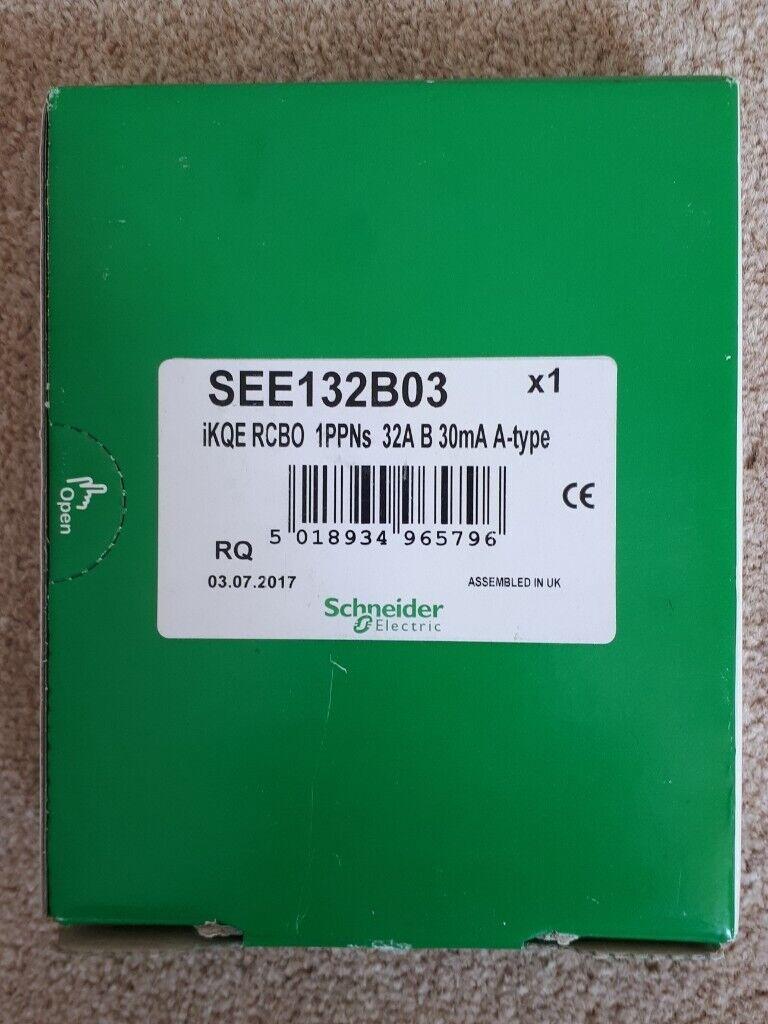 SEE132B03 x1
iKQE RCBO 1PPNs 32A B 30mA A-type
CE
5 018934 965796
RQ
03.07.2017 ASSEMBLED IN UK
Schneider
Electric
Open